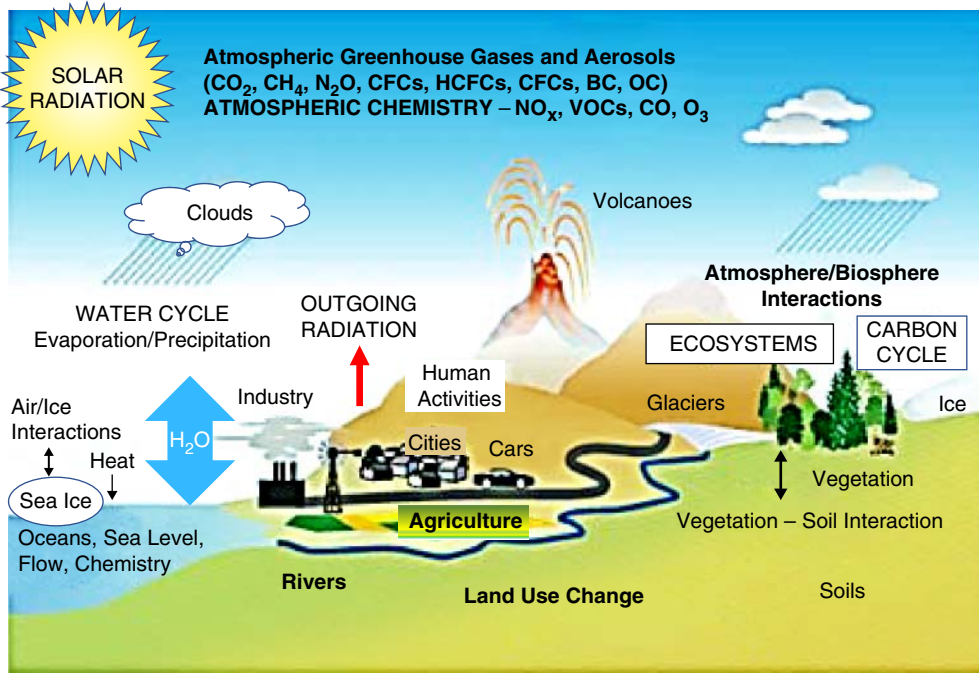 SOLAR
RADIATION
Atmospheric Greenhouse Gases and Aerosols
(CO₂, CH₄, N₂O, CFCs, HCFCs, CFCs, BC, OC)
ATMOSPHERIC CHEMISTRY – NOₓ, VOCs, CO, O₃
Clouds
Volcanoes
Atmosphere/Biosphere
Interactions
WATER CYCLE
Evaporation/Precipitation
OUTGOING
RADIATION
ECOSYSTEMS
CARBON
CYCLE
Human
Activities
Industry
Glaciers
Ice
Air/Ice
Interactions
H₂O
Cities
Cars
Heat
Sea Ice
Vegetation
Agriculture
Vegetation – Soil Interaction
Oceans, Sea Level,
Flow, Chemistry
Rivers
Land Use Change
Soils